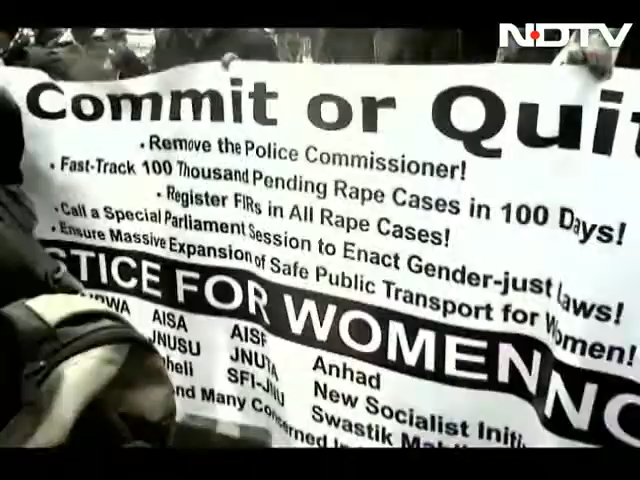 NDTV
Commit or Quit
• Remove the Police Commissioner!
• Fast-Track 100 Thousand Pending Rape Cases in 100 Days!
• Register FIRs in All Rape Cases!
• Call a Special Parliament Session to Enact Gender-just Laws!
• Ensure Massive Expansion of Safe Public Transport for Women!
STICE FOR WOMEN NO
AISA AISF Anhad
JNUSU JNUTA New Socialist Initi
heli SFI-JNU Swastik
nd Many Concerned